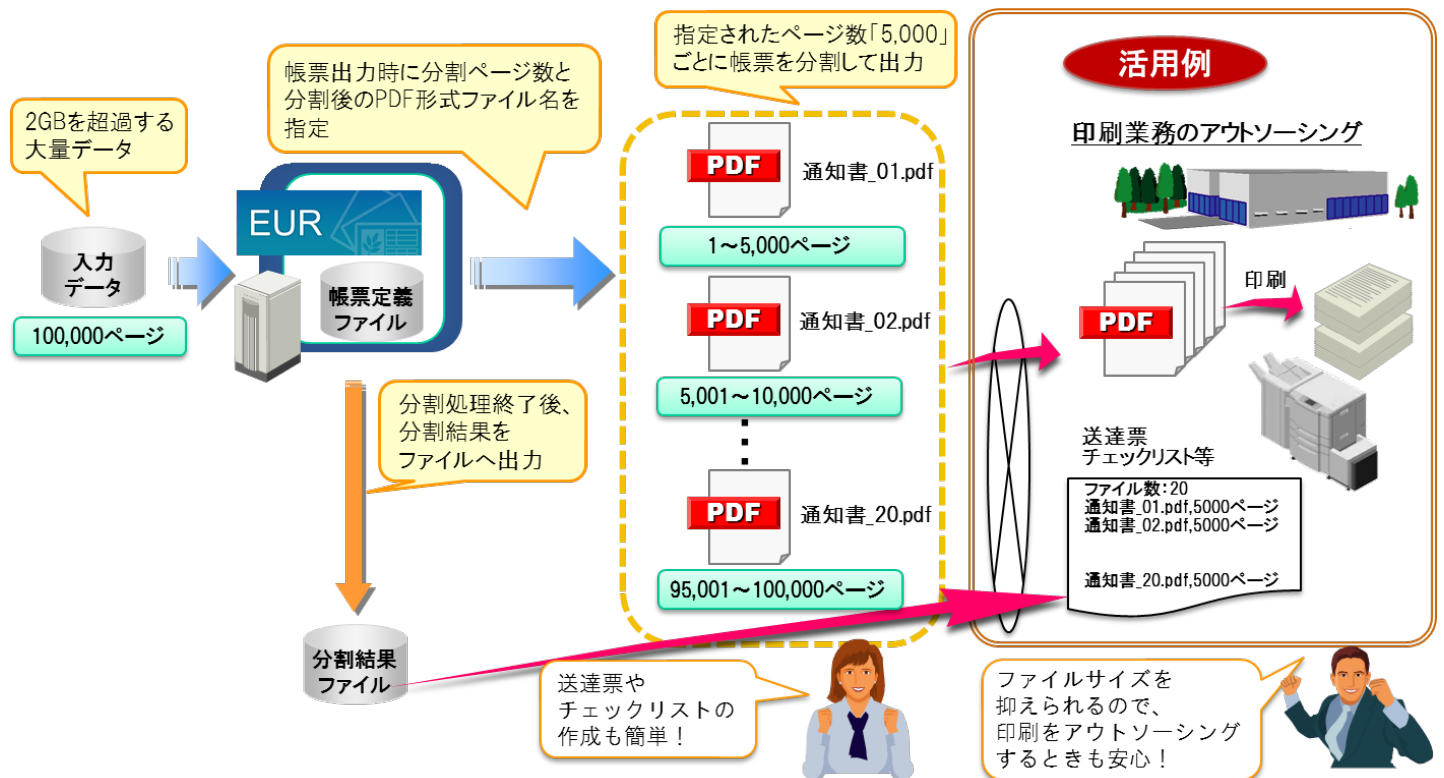 2GBを超過する
大量データ
帳票出力時に分割ページ数と
分割後のPDF形式ファイル名を
指定
指定されたページ数「5,000」
ごとに帳票を分割して出力
入力
データ
100,000ページ
EUR
帳票定義
ファイル
分割処理終了後、
分割結果を
ファイルへ出力
分割結果
ファイル
PDF
通知書_01.pdf
1～5,000ページ
PDF
通知書_02.pdf
5,001～10,000ページ
PDF
通知書_20.pdf
95,001～100,000ページ
送達票や
チェックリストの
作成も簡単！
活用例
印刷業務のアウトソーシング
PDF
印刷
送達票
チェックリスト等
ファイル数:20
通知書_01.pdf,5000ページ
通知書_02.pdf,5000ページ
通知書_20.pdf,5000ページ
ファイルサイズを
抑えられるので、
印刷をアウトソーシング
するときも安心！